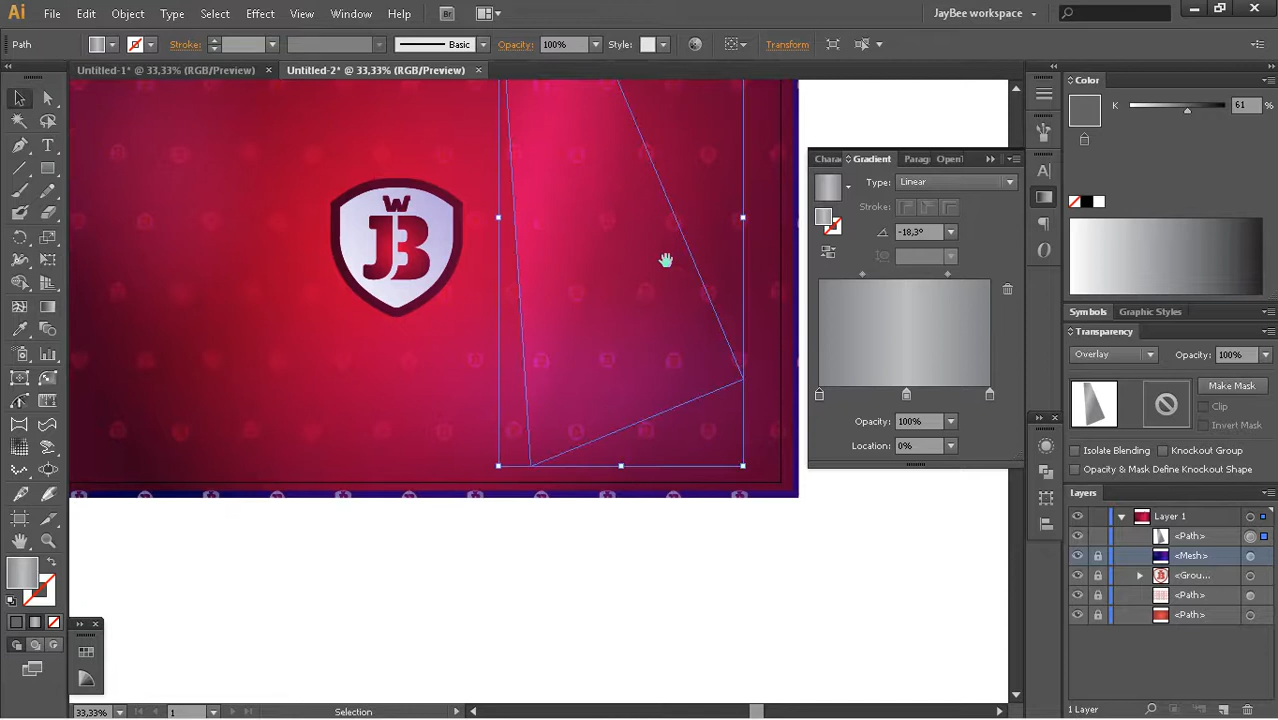 Ai File Edit Object Type Select Effect View Window Help Br JayBee workspace
Path Stroke: Basic Opacity: 100% Style: Transform
Untitled-1* @ 33,33% (RGB/Preview) × Untitled-2* @ 33,33% (RGB/Preview) ×
Color
K 61 %
Charac Gradient Paragr OpenT
Type: Linear
Stroke:
-18,3°
W
JB
Symbols Graphic Styles
Transparency
Overlay Opacity: 100%
Make Mask
Clip
Invert Mask
Opacity: 100%
Location: 0%
Isolate Blending Knockout Group
Opacity & Mask Define Knockout Shape
Layers
Layer 1
<Path>
<Mesh>
<Grou...
<Path>
<Path>
33,33% 1 Selection
1 Layer